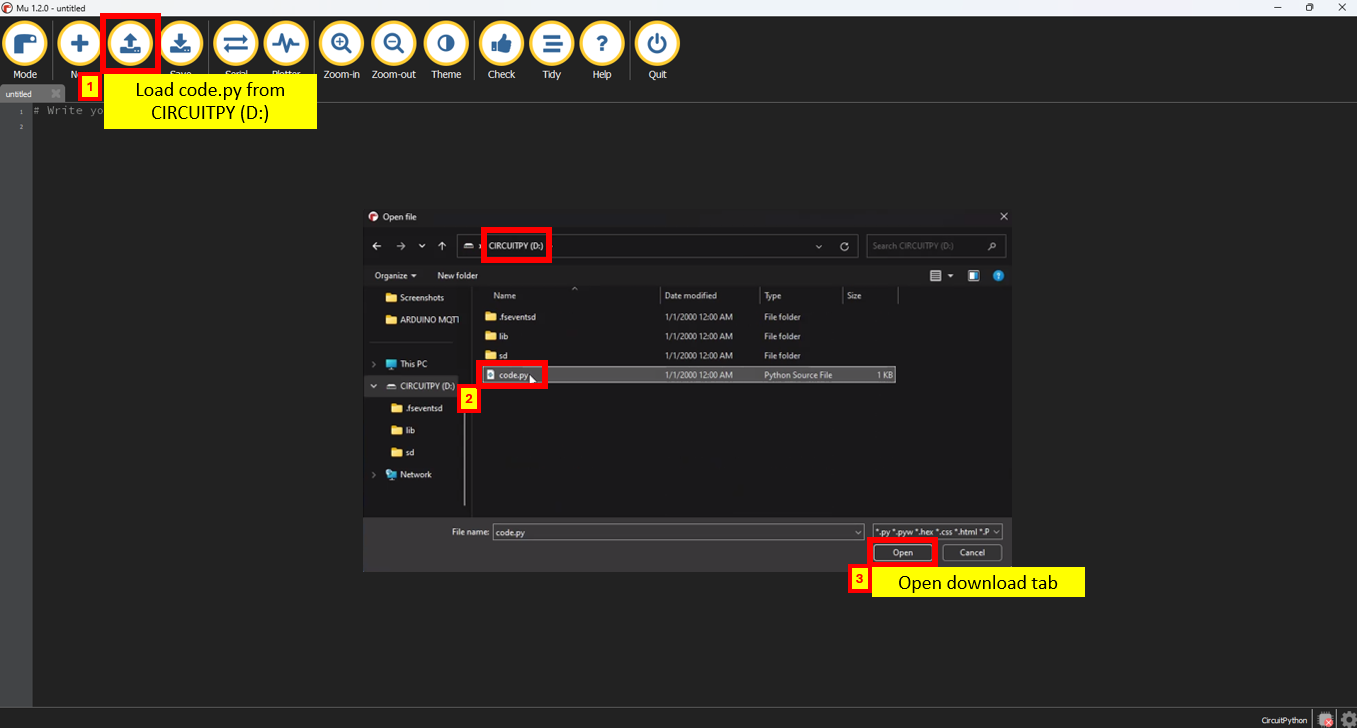 Mu 1.2.0 - untitled
Mode
Zoom-in
Zoom-out
Theme
Check
Tidy
Help
Quit
1
Load code.py from
CIRCUITPY (D:)
untitled
1 # Write yo
2
Open file
CIRCUITPY (D:)
Search CIRCUITPY (D:)
Organize
New folder
Name
Date modified
Type
Size
Screenshots
ARDUINO MQTT
This PC
CIRCUITPY (D:)
.fseventsd
lib
sd
Network
.fseventsd 1/1/2000 12:00 AM File folder
lib 1/1/2000 12:00 AM File folder
sd 1/1/2000 12:00 AM File folder
code.py 1/1/2000 12:00 AM Python Source File 1 KB
2
File name: code.py
*.py *.pyw *.hex *.css *.html *.P
Open
Cancel
3
Open download tab
CircuitPython